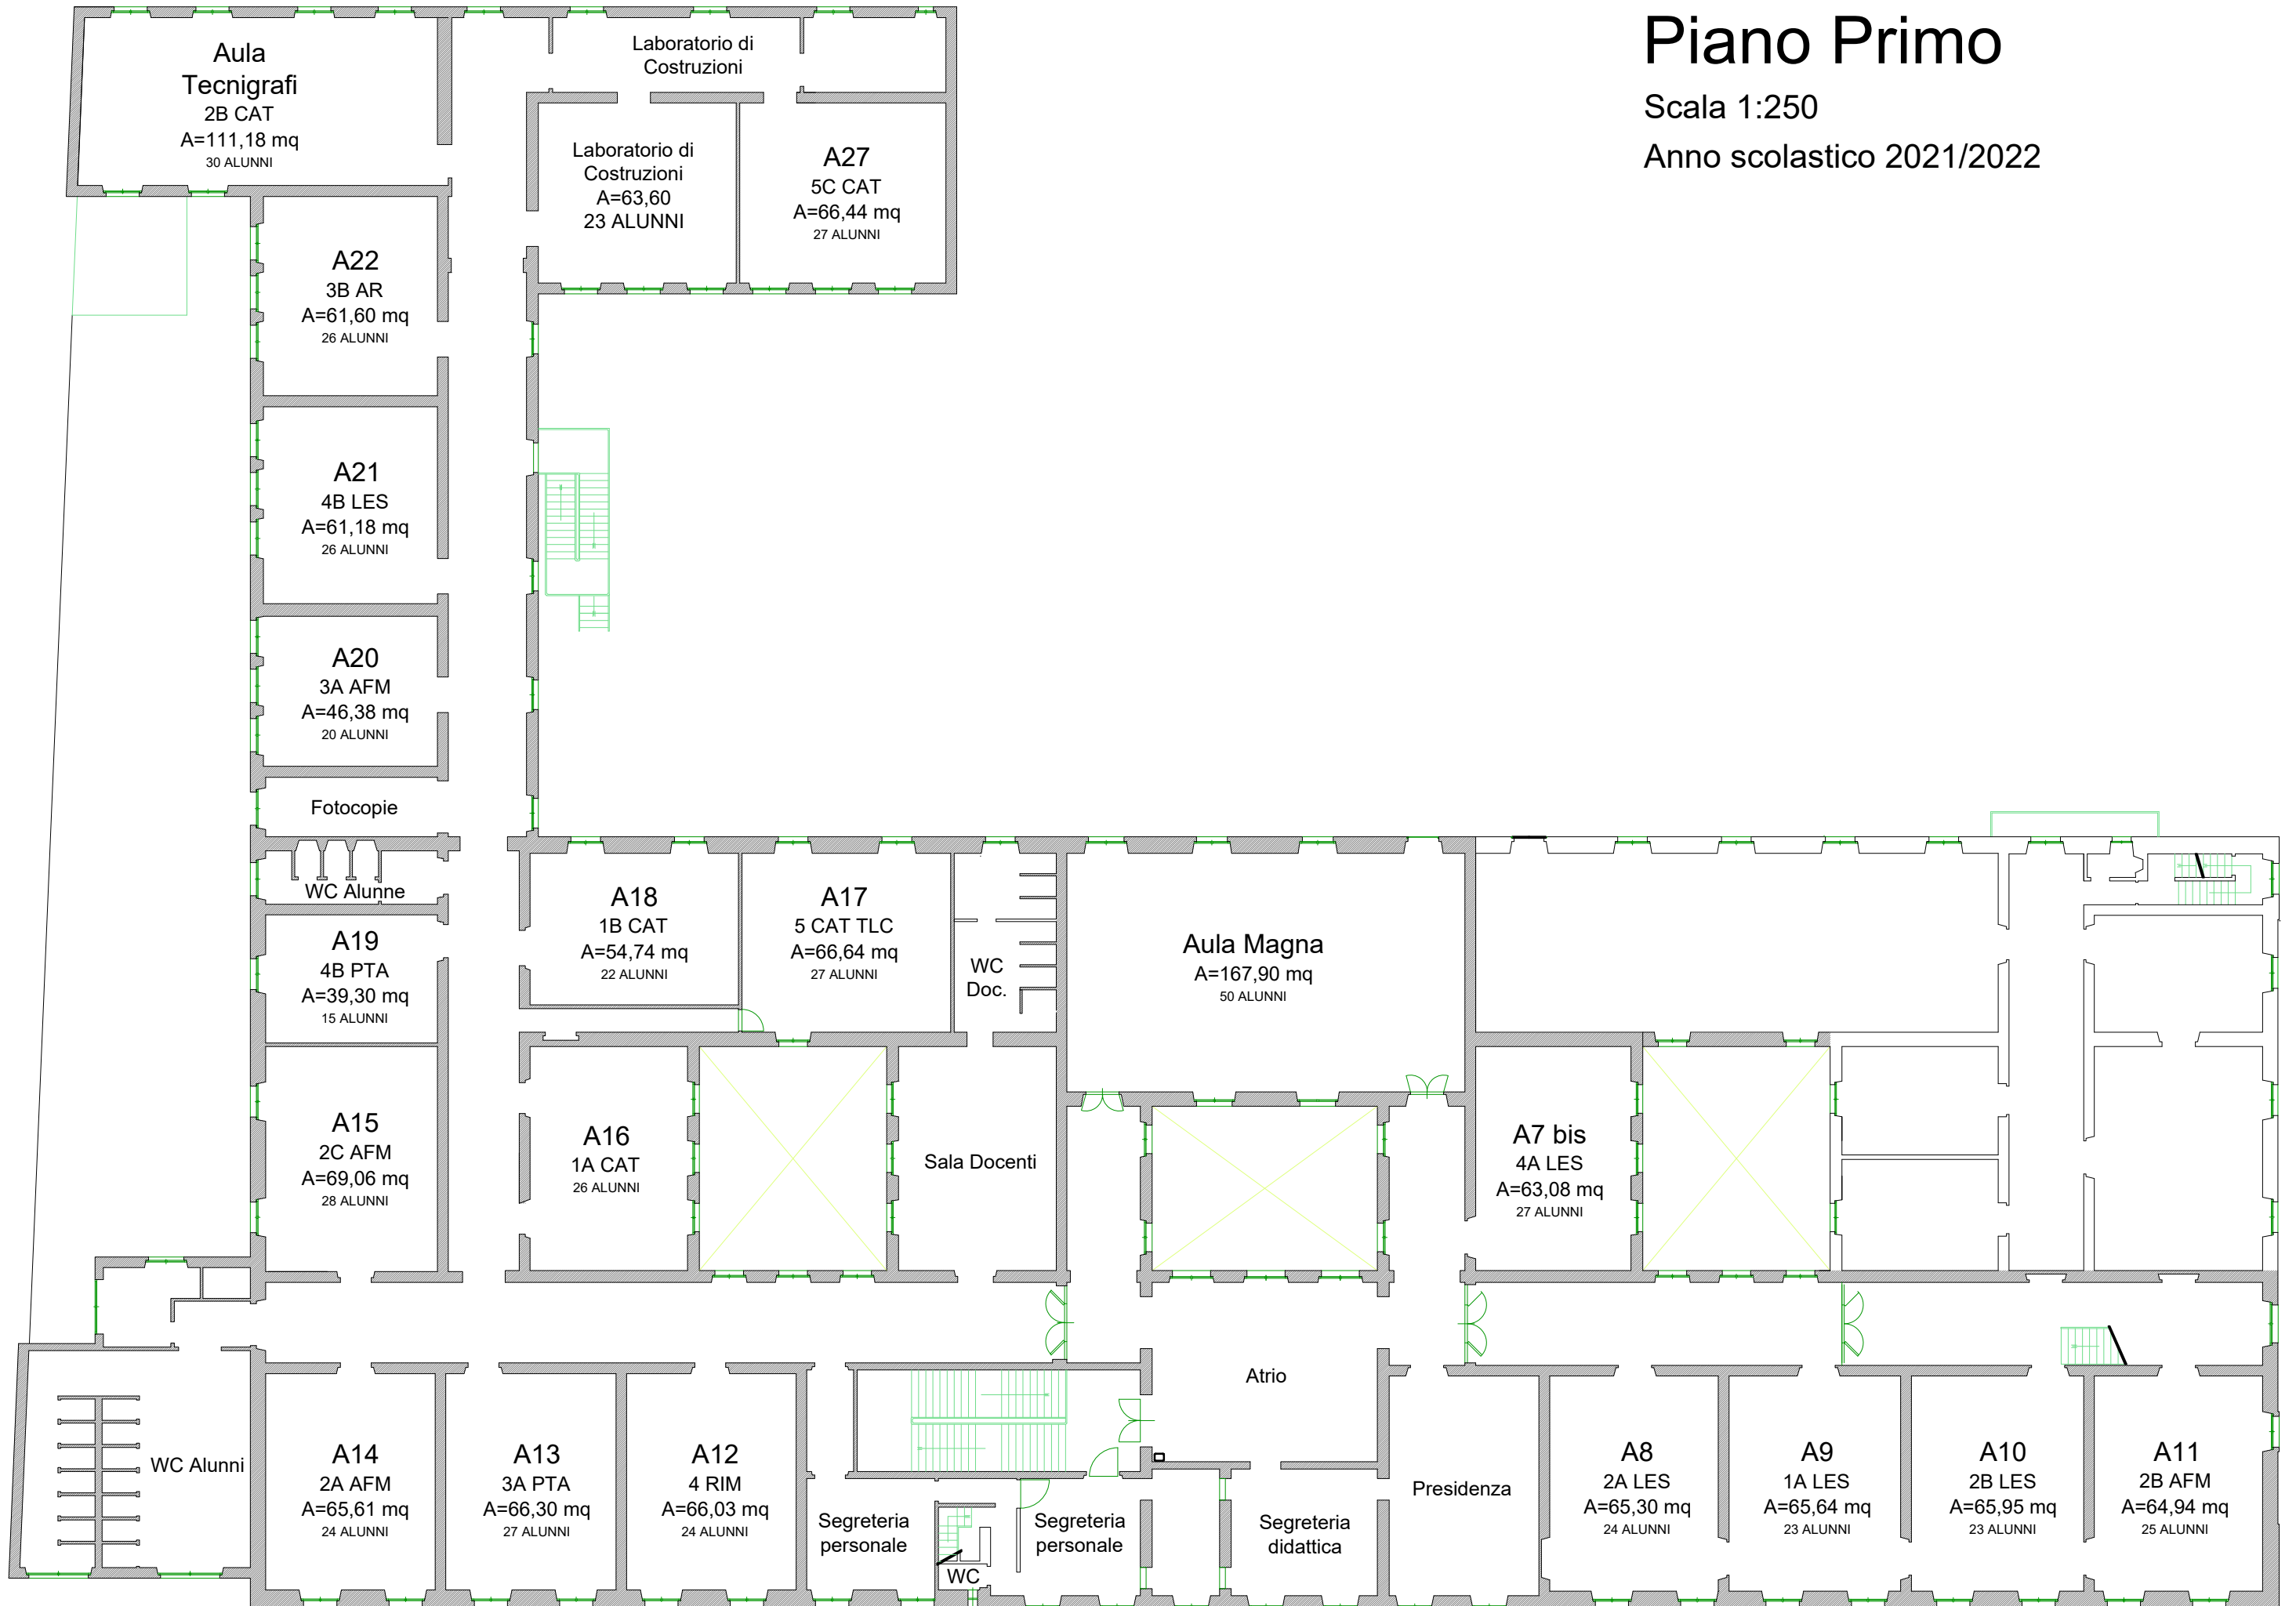 Piano Primo
Scala 1:250
Anno scolastico 2021/2022
Aula
Tecnigrafi
2B CAT
A=111,18 mq
30 ALUNNI
Laboratorio di
Costruzioni
Laboratorio di
Costruzioni
A=63,60
23 ALUNNI
A27
5C CAT
A=66,44 mq
27 ALUNNI
A22
3B AR
A=61,60 mq
26 ALUNNI
A21
4B LES
A=61,18 mq
26 ALUNNI
A20
3A AFM
A=46,38 mq
20 ALUNNI
Fotocopie
WC Alunne
A19
4B PTA
A=39,30 mq
15 ALUNNI
A18
1B CAT
A=54,74 mq
22 ALUNNI
A17
5 CAT TLC
A=66,64 mq
27 ALUNNI
WC
Doc.
Aula Magna
A=167,90 mq
50 ALUNNI
A15
2C AFM
A=69,06 mq
28 ALUNNI
A16
1A CAT
26 ALUNNI
Sala Docenti
A7 bis
4A LES
A=63,08 mq
27 ALUNNI
Atrio
WC Alunni
A14
2A AFM
A=65,61 mq
24 ALUNNI
A13
3A PTA
A=66,30 mq
27 ALUNNI
A12
4 RIM
A=66,03 mq
24 ALUNNI
Segreteria
personale
WC
Segreteria
personale
Segreteria
didattica
Presidenza
A8
2A LES
A=65,30 mq
24 ALUNNI
A9
1A LES
A=65,64 mq
23 ALUNNI
A10
2B LES
A=65,95 mq
23 ALUNNI
A11
2B AFM
A=64,94 mq
25 ALUNNI